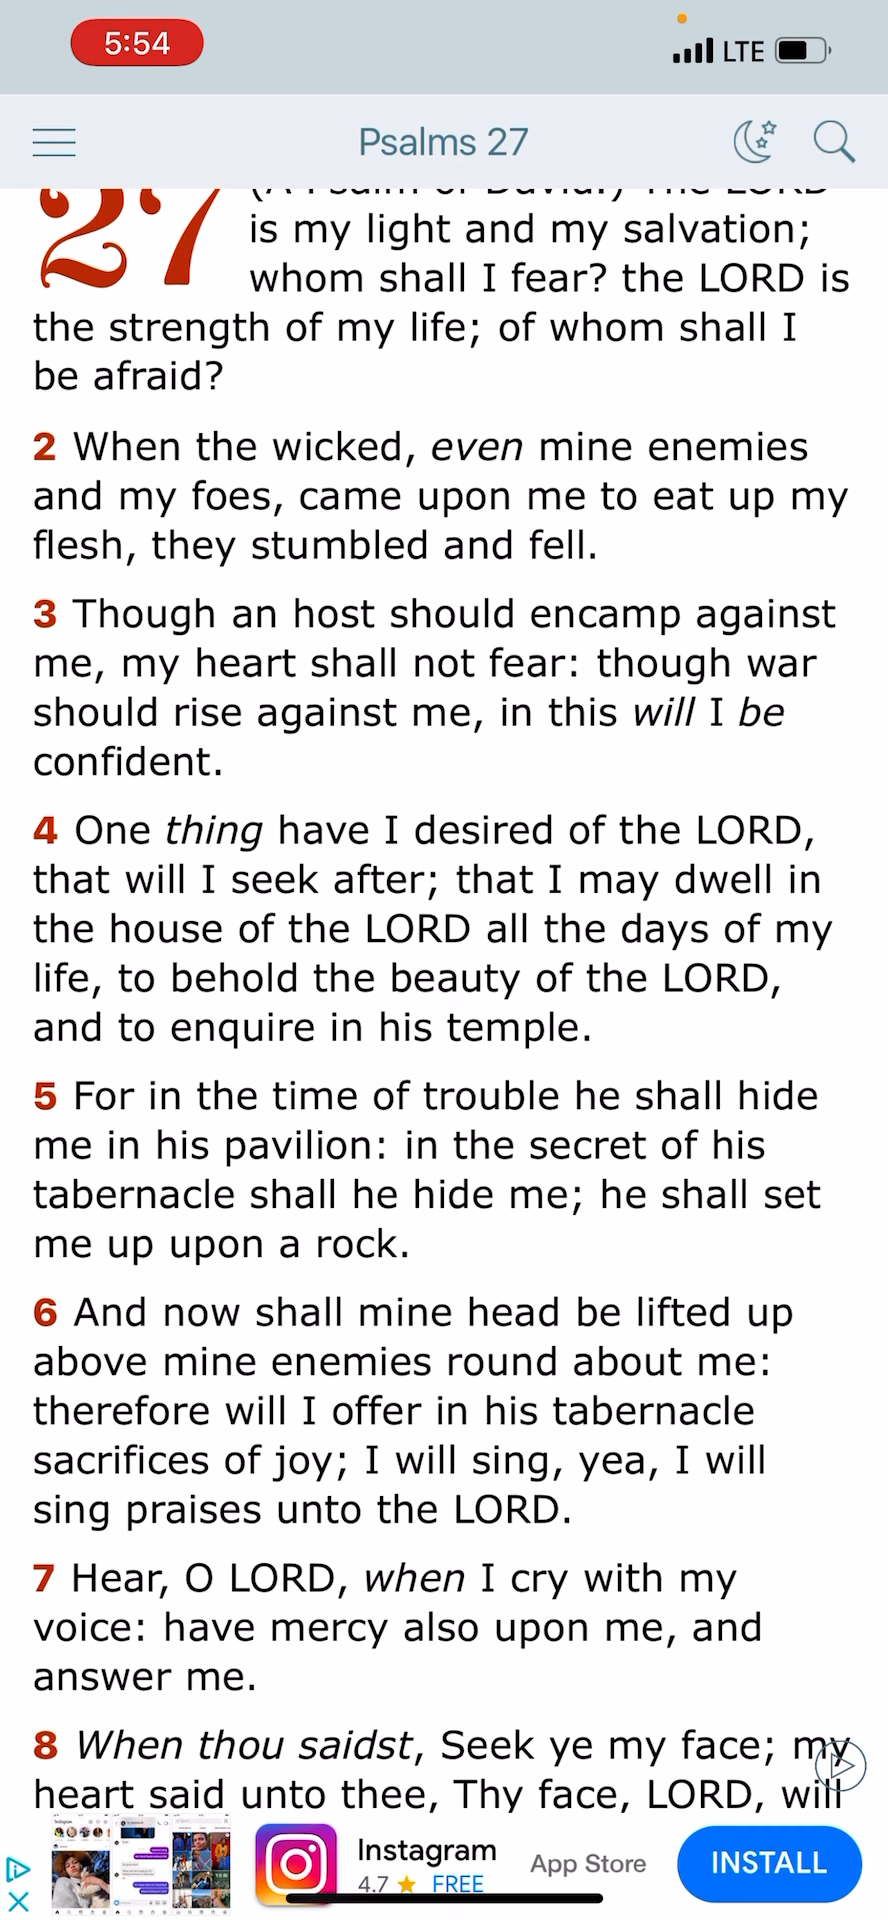 5:54
LTE
Psalms 27
27 (A Psalm of David.) The LORD
is my light and my salvation;
whom shall I fear? the LORD is
the strength of my life; of whom shall I
be afraid?
2 When the wicked, even mine enemies
and my foes, came upon me to eat up my
flesh, they stumbled and fell.
3 Though an host should encamp against
me, my heart shall not fear: though war
should rise against me, in this will I be
confident.
4 One thing have I desired of the LORD,
that will I seek after; that I may dwell in
the house of the LORD all the days of my
life, to behold the beauty of the LORD,
and to enquire in his temple.
5 For in the time of trouble he shall hide
me in his pavilion: in the secret of his
tabernacle shall he hide me; he shall set
me up upon a rock.
6 And now shall mine head be lifted up
above mine enemies round about me:
therefore will I offer in his tabernacle
sacrifices of joy; I will sing, yea, I will
sing praises unto the LORD.
7 Hear, O LORD, when I cry with my
voice: have mercy also upon me, and
answer me.
8 When thou saidst, Seek ye my face; my
heart said unto thee, Thy face, LORD, will
Instagram
4.7 ★ FREE
App Store
INSTALL